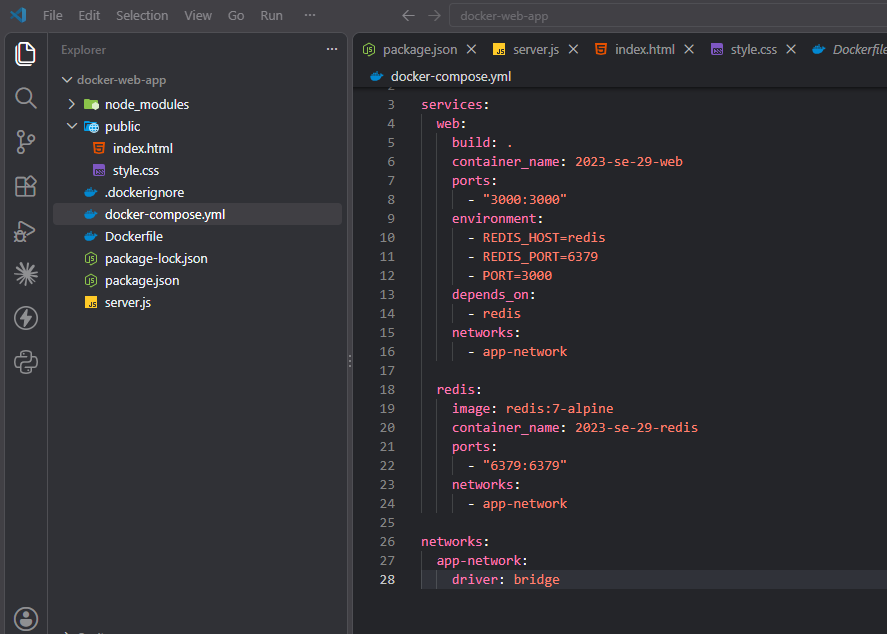 File Edit Selection View Go Run ··· ← → docker-web-app
Explorer ···
docker-web-app
node_modules
public
index.html
style.css
.dockerignore
docker-compose.yml
Dockerfile
package-lock.json
package.json
server.js
package.json × server.js × index.html × style.css × Dockerfile
docker-compose.yml
3 services:
4 web:
5 build: .
6 container_name: 2023-se-29-web
7 ports:
8 - "3000:3000"
9 environment:
10 - REDIS_HOST=redis
11 - REDIS_PORT=6379
12 - PORT=3000
13 depends_on:
14 - redis
15 networks:
16 - app-network
17
18 redis:
19 image: redis:7-alpine
20 container_name: 2023-se-29-redis
21 ports:
22 - "6379:6379"
23 networks:
24 - app-network
25
26 networks:
27 app-network:
28 driver: bridge